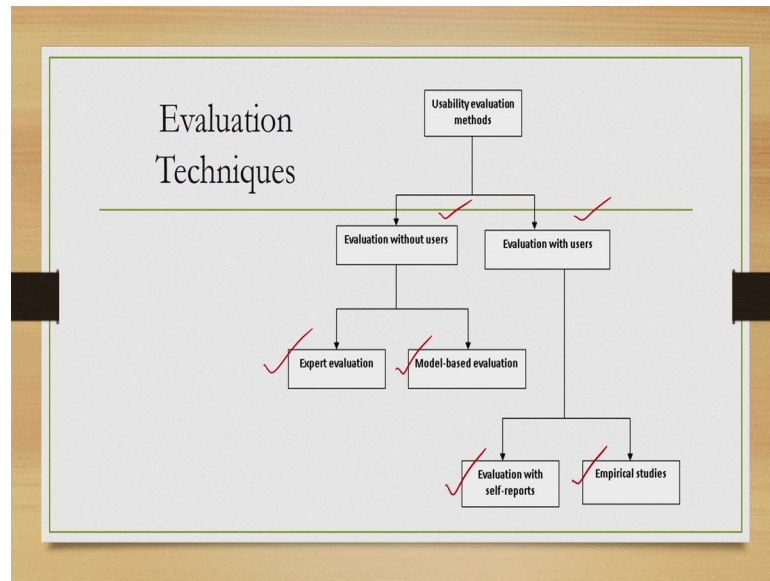 Evaluation
Techniques
Usability evaluation
methods
Evaluation without users
Evaluation with users
Expert evaluation
Model-based evaluation
Evaluation with
self-reports
Empirical studies